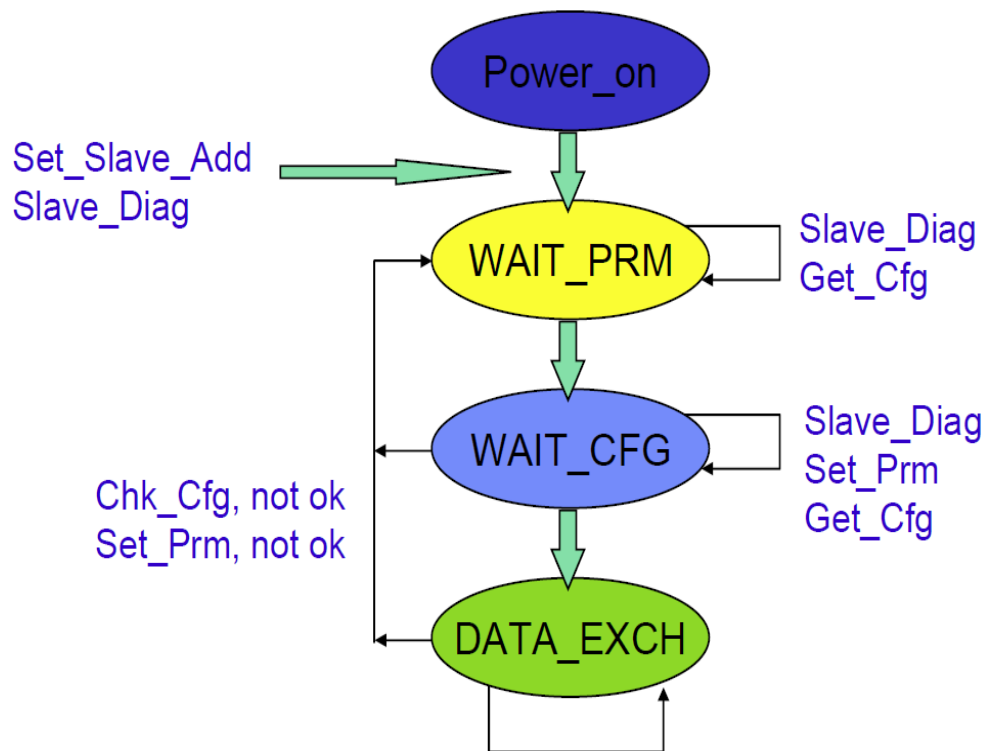 Power_on
Set_Slave_Add
Slave_Diag
WAIT_PRM
Slave_Diag
Get_Cfg
WAIT_CFG
Slave_Diag
Set_Prm
Get_Cfg
Chk_Cfg, not ok
Set_Prm, not ok
DATA_EXCH